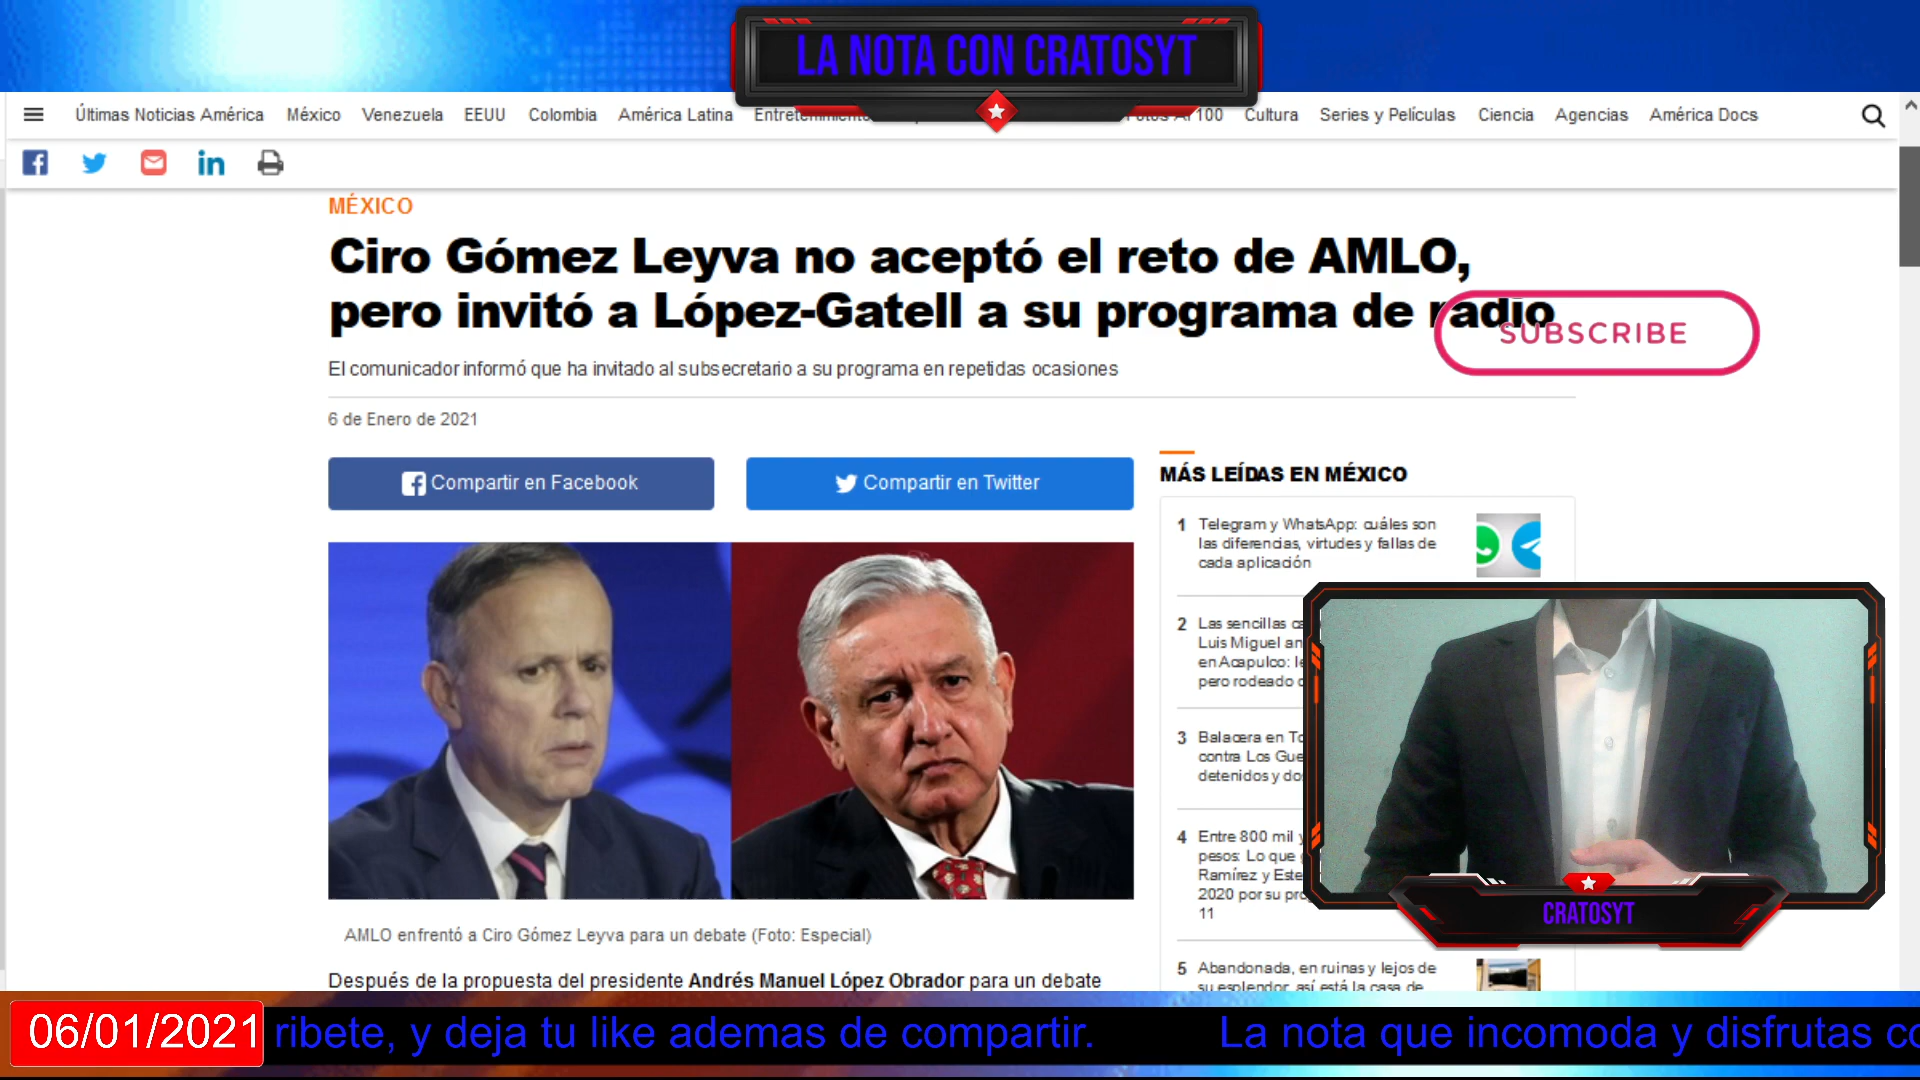 LA NOTA CON CRATOSYT
Últimas Noticias América México Venezuela EEUU Colombia América Latina Fotos 100 Cultura Series y Películas Ciencia Agencias América Docs
MÉXICO
Ciro Gómez Leyva no aceptó el reto de AMLO,
pero invitó a López-Gatell a su programa de radio
SUBSCRIBE
El comunicador informó que ha invitado al subsecretario a su programa en repetidas ocasiones
6 de Enero de 2021
Compartir en Facebook
Compartir en Twitter
AMLO enfrentó a Ciro Gómez Leyva para un debate (Foto: Especial)
Después de la propuesta del presidente Andrés Manuel López Obrador para un debate
MÁS LEÍDAS EN MÉXICO
1 Telegram y WhatsApp: cuáles son
las diferencias, virtudes y fallas de
cada aplicación
2 Las sencillas
Luis Miguel
en Acapulco:
pero rodeado
3 Balacera en
contra Los
detenidos y
4 Entre 800 mil y
pesos: Lo que
Ramírez y
2020 por su
11
5 Abandonada, en ruinas y lejos de
su esplendor, así está la casa de
CRATOSYT
06/01/2021 ribete, y deja tu like ademas de compartir. La nota que incomoda y disfrutas